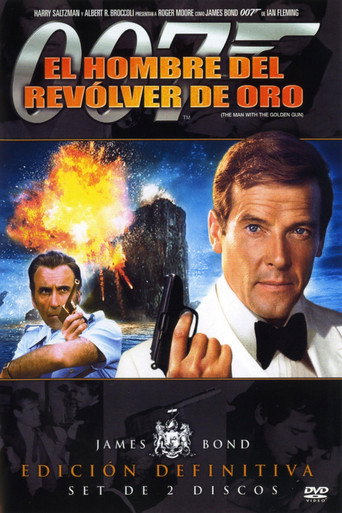 HARRY SALTZMAN Y ALBERT R. BROCCOLI PRESENTAN A ROGER MOORE COMO JAMES BOND 007 DE IAN FLEMING
007
EL HOMBRE DEL
REVÓLVER DE ORO
(THE MAN WITH THE GOLDEN GUN)
TM
JAMES BOND
EDICIÓN DEFINITIVA
SET DE 2 DISCOS
DVD
VIDEO